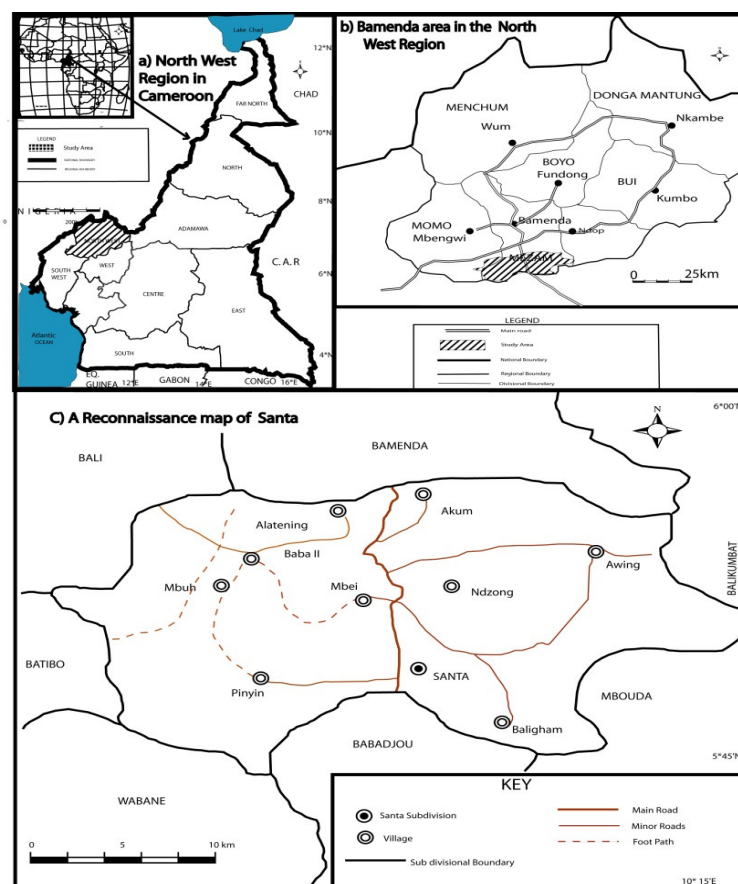 a) North West
Region in
Cameroon
Lake Chad
12°N
CHAD
FAR NORTH
10°N
LEGEND
Study Area
NATIONAL BOUNDARY
NORTH
8°N
NIGERIA
ADAMAWA
C.A.R
WEST
SOUTH
WEST
6°N
CENTRE
EAST
Atlantic
OCEAN
SOUTH
4°N
EQ.
GUINEA
12°E
GABON
14°E
CONGO
16°E
b) Bamenda area in the North
West Region
DONGA MANTUNG
MENCHUM
Nkambe
Wum
BOYO
Fundong
BUI
Kumbo
MOMO
Mbengwi
Bamenda
Ndop
MEZAM
0 25km
LEGEND
Main road
Study Area
National Boundary
Regional Boundary
Divisional Boundary
C) A Reconnaissance map of Santa
6°00'N
N
BALI
BAMENDA
Akum
Alatening
Baba II
Awing
BALIKUMBAT
Mbuh
Mbei
Ndzong
BATIBO
SANTA
MBOUDA
Pinyin
Baligham
BABADJOU
5°45'N
WABANE
KEY
Santa Subdivision
Village
Sub divisional Boundary
Main Road
Minor Roads
Foot Path
0 5 10 km
10° 15'E